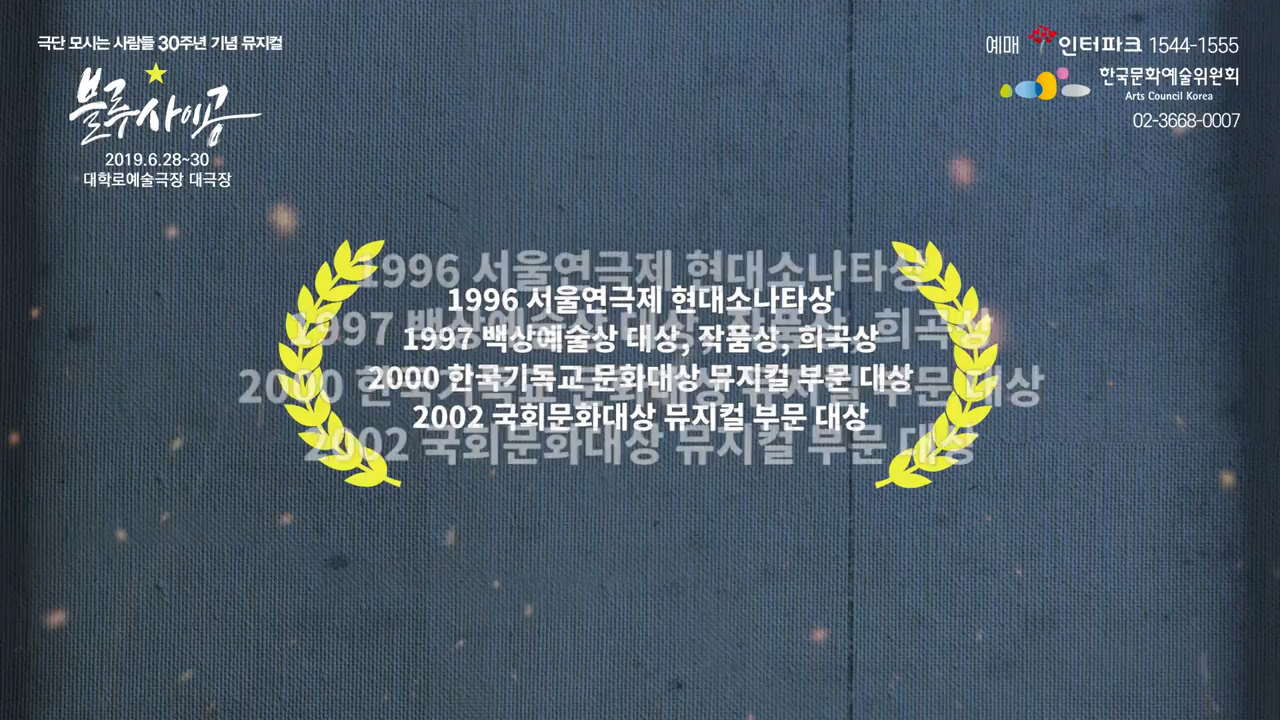 극단 모시는 사람들 30주년 기념 뮤지컬
블루사이공
2019.6.28~30
대학로예술극장 대극장
예매 인터파크 1544-1555
한국문화예술위원회
Arts Council Korea
02-3668-0007
1996 서울연극제 현대소나타상
1997 백상예술상 대상, 작품상, 희곡상
2000 한국기독교 문화대상 뮤지컬 부문 대상
2002 국회문화대상 뮤지컬 부문 대상